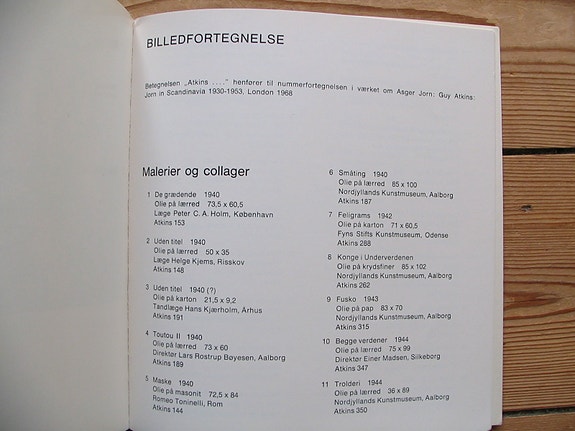 BILLEDFORTEGNELSE
Betegnelsen „Atkins ....” henfører til nummerfortegnelsen i værket om Asger Jorn: Guy Atkins:
Jorn in Scandinavia 1930-1953, London 1968
Malerier og collager
1 De grædende 1940
Olie på lærred 73,5 x 60,5
Læge Peter C. A. Holm, København
Atkins 153
2 Uden titel 1940
Olie på lærred 50 x 35
Læge Helge Kjems, Risskov
Atkins 148
3 Uden titel 1940 (?)
Olie på karton 21,5 x 9,2
Tandlæge Hans Kjærholm, Århus
Atkins 191
4 Toutou II 1940
Olie på lærred 73 x 60
Direktør Lars Rostrup Bøyesen, Aalborg
Atkins 189
5 Maske 1940
Olie på masonit 72,5 x 84
Romeo Toninelli, Rom
Atkins 144
6 Småting 1940
Olie på lærred 85 x 100
Nordjyllands Kunstmuseum, Aalborg
Atkins 187
7 Feligrams 1942
Olie på karton 71 x 60,5
Fyns Stifts Kunstmuseum, Odense
Atkins 288
8 Konge i Underverdenen
Olie på krydsfiner 85 x 102
Nordjyllands Kunstmuseum, Aalborg
Atkins 262
9 Fusko 1943
Olie på pap 83 x 70
Nordjyllands Kunstmuseum, Aalborg
Atkins 315
10 Begge verdener 1944
Olie på lærred 75 x 99
Direktør Einer Madsen, Silkeborg
Atkins 347
11 Trolderi 1944
Olie på lærred 36 x 89
Nordjyllands Kunstmuseum, Aalborg
Atkins 350